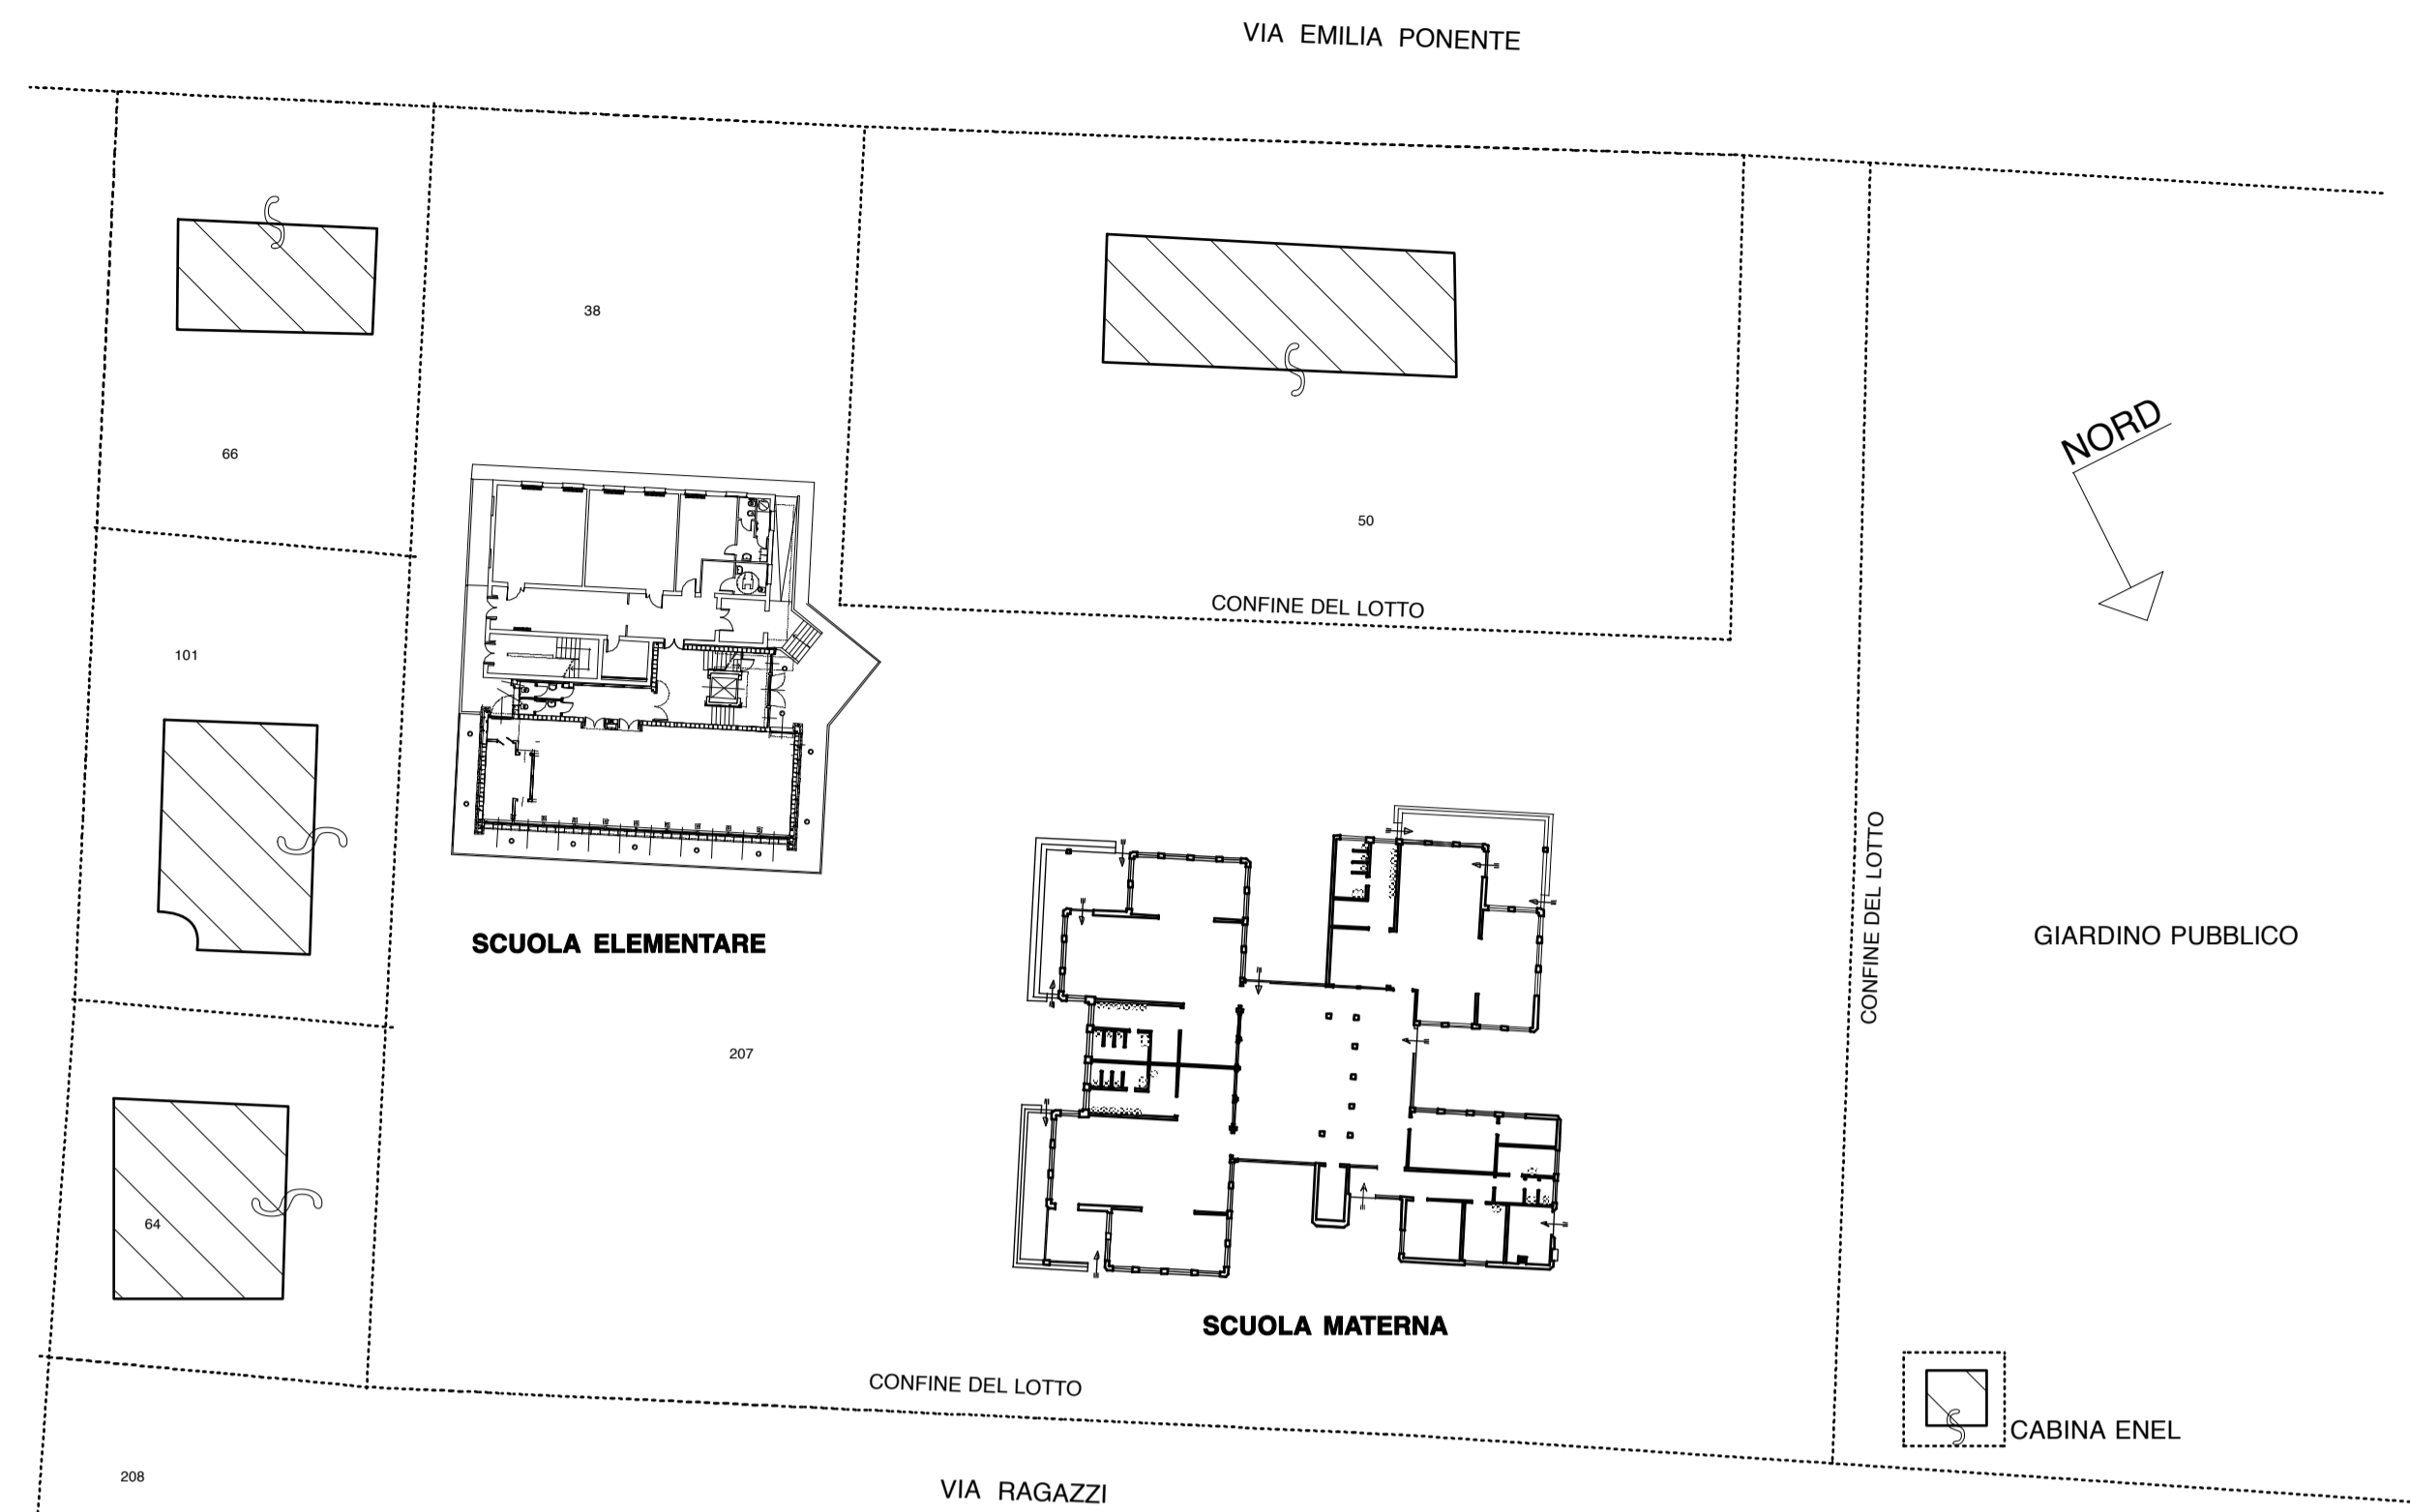 VIA EMILIA PONENTE
38
66
NORD
50
CONFINE DEL LOTTO
101
CONFINE DEL LOTTO
GIARDINO PUBBLICO
SCUOLA ELEMENTARE
207
64
SCUOLA MATERNA
CONFINE DEL LOTTO
CABINA ENEL
208
VIA RAGAZZI